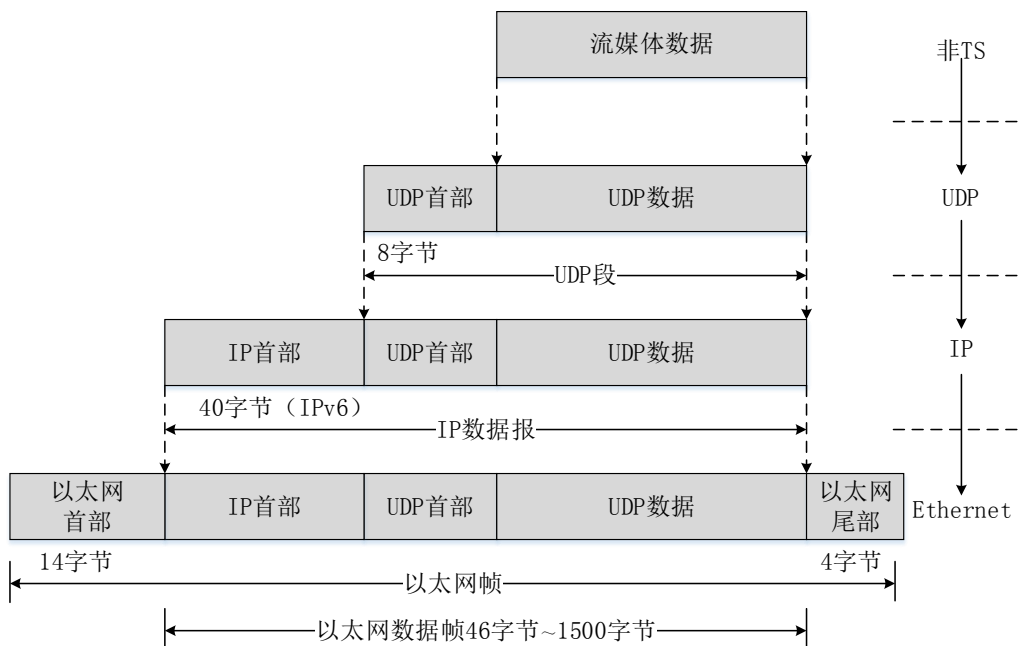 流媒体数据
非TS
UDP首部
UDP数据
UDP
8字节
UDP段
IP首部
UDP首部
UDP数据
IP
40字节（IPv6）
IP数据报
以太网
首部
IP首部
UDP首部
UDP数据
以太网
尾部
Ethernet
14字节
4字节
以太网帧
以太网数据帧46字节~1500字节